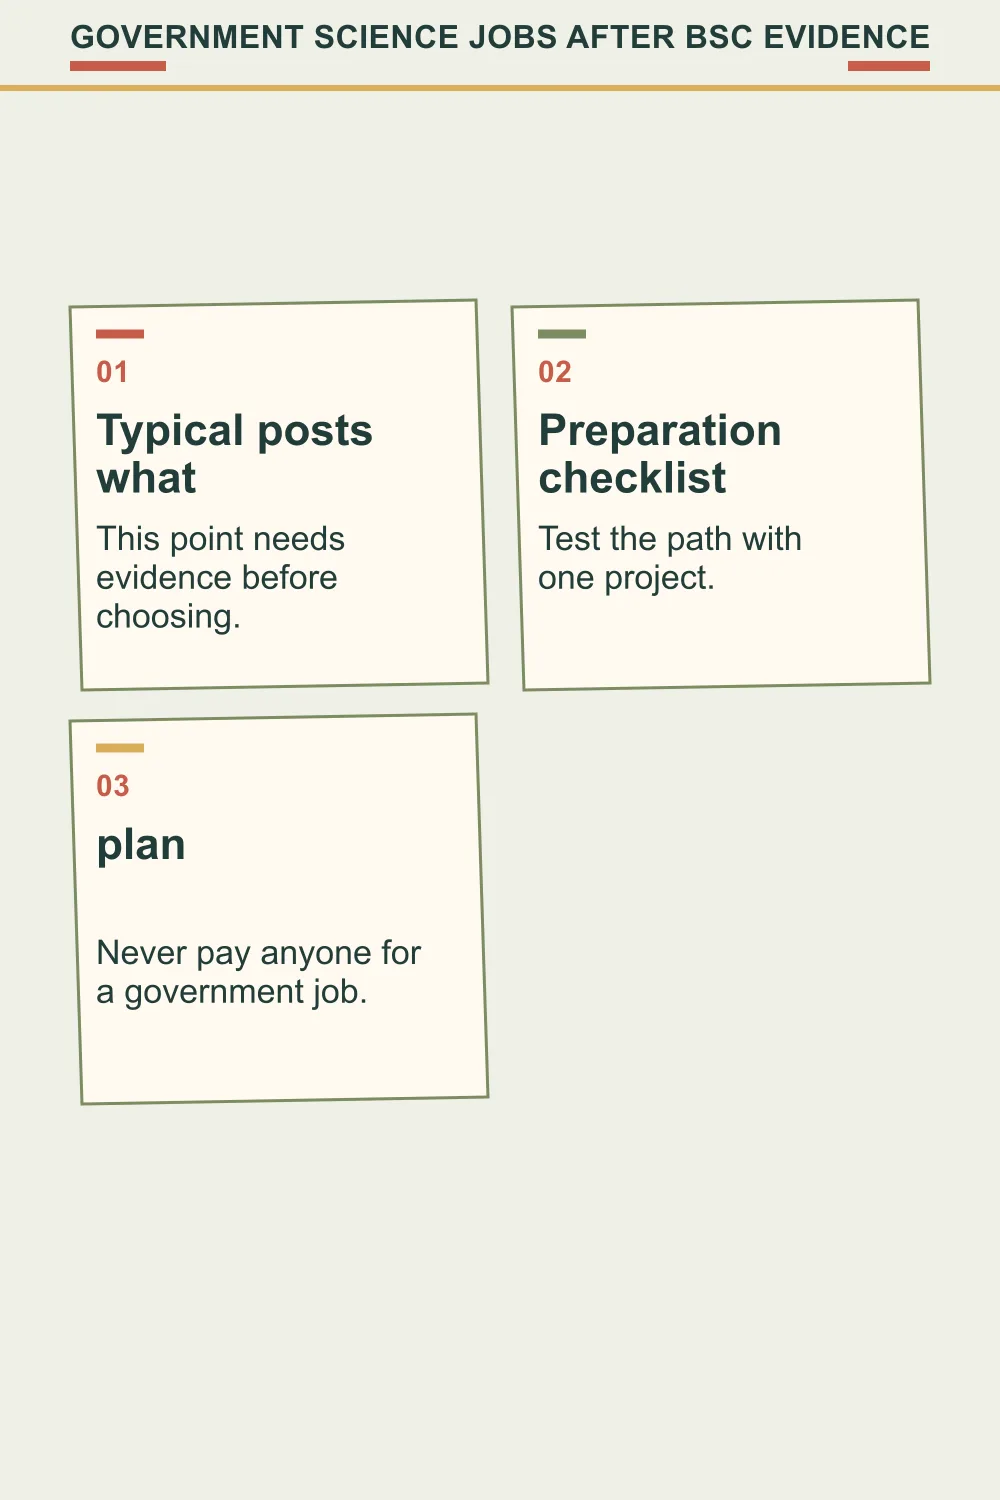 GOVERNMENT SCIENCE JOBS AFTER BSC EVIDENCE
01
Typical posts
what
This point needs
evidence before
choosing.
02
Preparation
checklist
Test the path with
one project.
03
plan
Never pay anyone for
a government job.